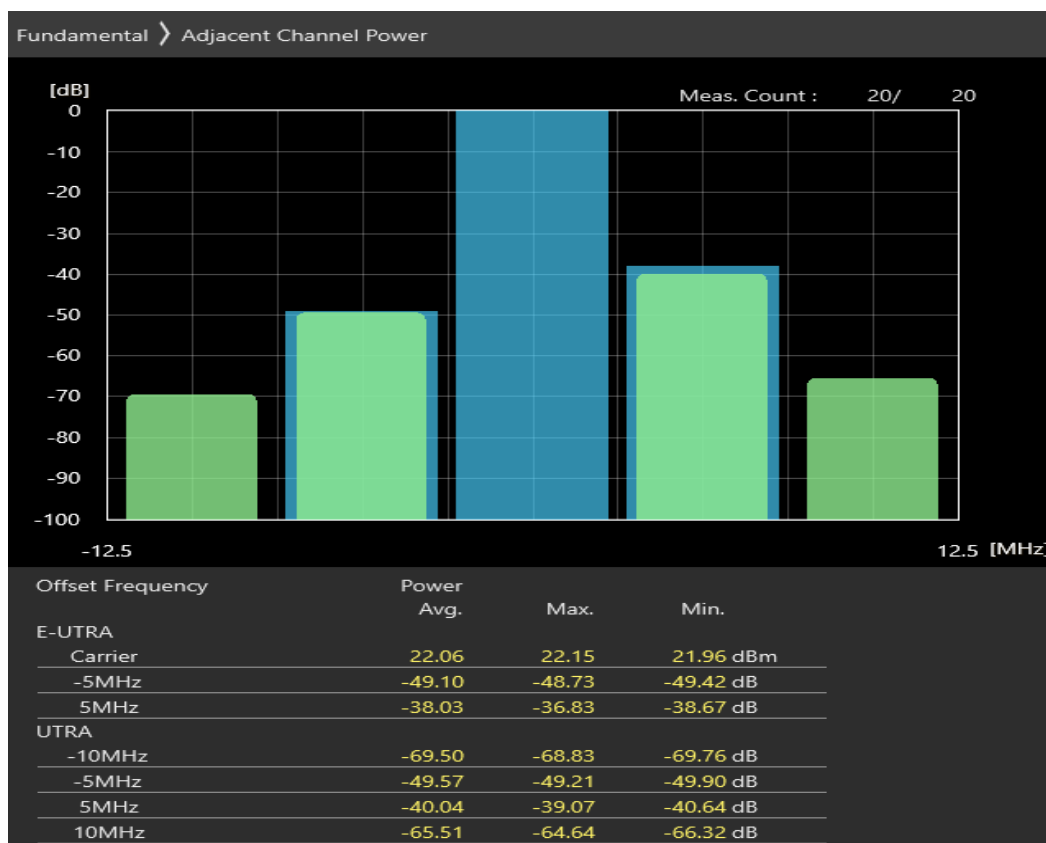 Fundamental 〉 Adjacent Channel Power
[dB]
Meas. Count : 20/ 20
0
-10
-20
-30
-40
-50
-60
-70
-80
-90
-100
-12.5 12.5 [MHz]
Offset Frequency Power
Avg. Max. Min.
E-UTRA
Carrier 22.06 22.15 21.96 dBm
-5MHz -49.10 -48.73 -49.42 dB
5MHz -38.03 -36.83 -38.67 dB
UTRA
-10MHz -69.50 -68.83 -69.76 dB
-5MHz -49.57 -49.21 -49.90 dB
5MHz -40.04 -39.07 -40.64 dB
10MHz -65.51 -64.64 -66.32 dB